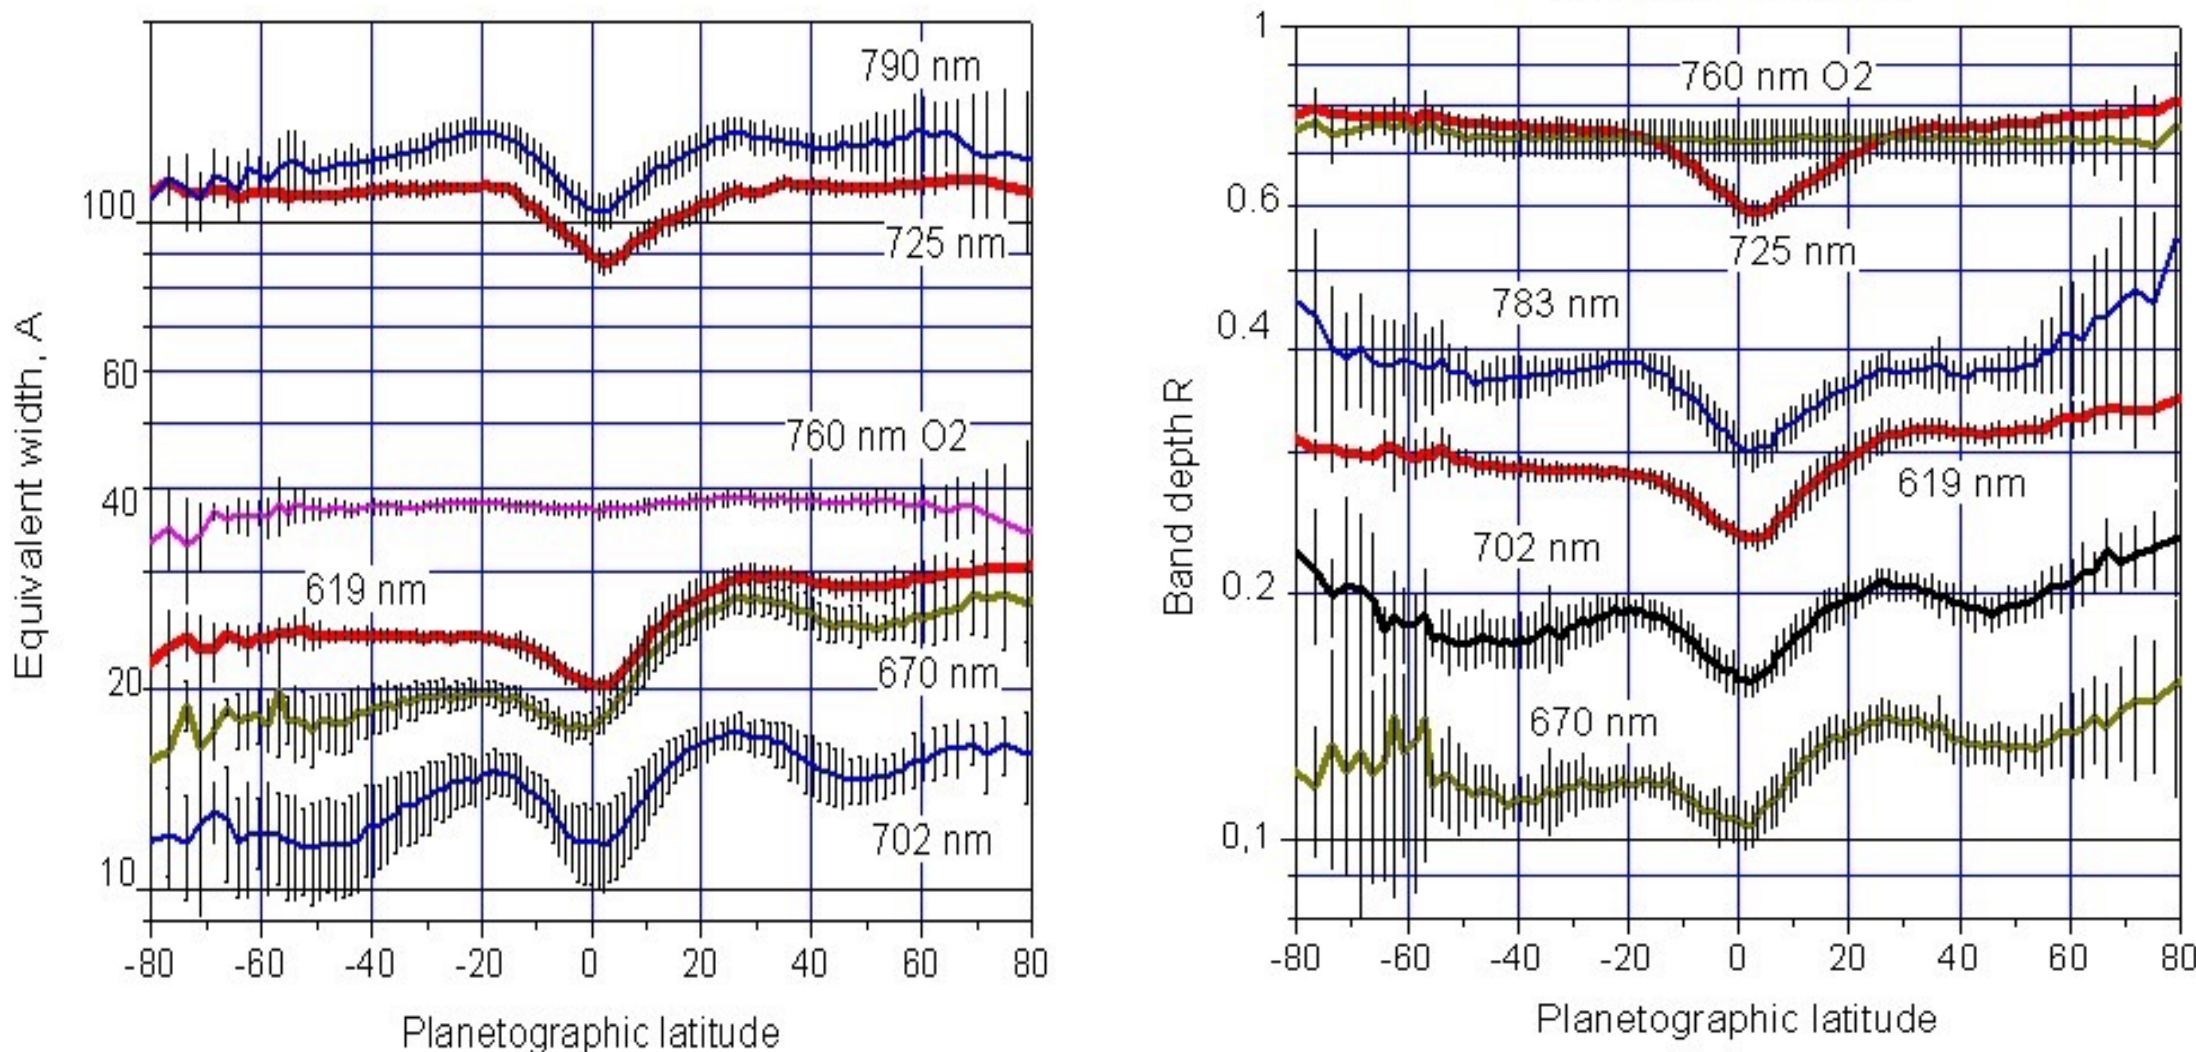 790 nm
100
725 nm
60
760 nm O2
40
619 nm
670 nm
20
702 nm
10
Equivalent width, A
-80 -60 -40 -20 0 20 40 60 80
Planetographic latitude
1
760 nm O2
0.6
725 nm
783 nm
0.4
619 nm
702 nm
0.2
670 nm
0,1
Band depth R
-80 -60 -40 -20 0 20 40 60 80
Planetographic latitude